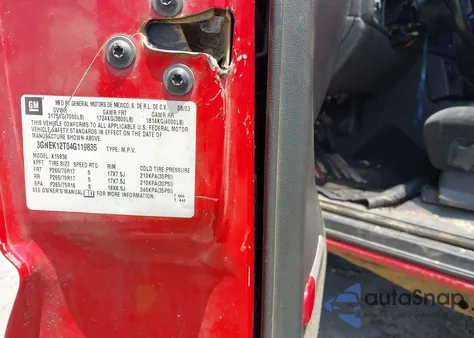 GM
MFD BY GENERAL MOTORS DE MEXICO, S. DE R.L. DE C.V. 08/03
GVWR GAWR FRT GAWR RR
3175KG(7000LB) 1724KG(3800LB) 1814KG(4000LB)
THIS VEHICLE CONFORMS TO ALL APPLICABLE U.S. FEDERAL MOTOR
VEHICLE SAFETY STANDARDS IN EFFECT ON THE DATE OF
MANUFACTURE SHOWN ABOVE.
3GNEK12T04G119835 TYPE: M.P.V.
MODEL: K15936
KPFT TIRE SIZE SPEED RTG RIM COLD TIRE PRESSURE
FRT P265/70R17 S 17X7.5J 210KPA(30PSI)
RR P265/70R17 S 17X7.5J 210KPA(30PSI)
SPA P265/75R16 S 16X6.5J 240KPA(35PSI)
SEE OWNER'S MANUAL FOR MORE INFORMATION.
autaSnap